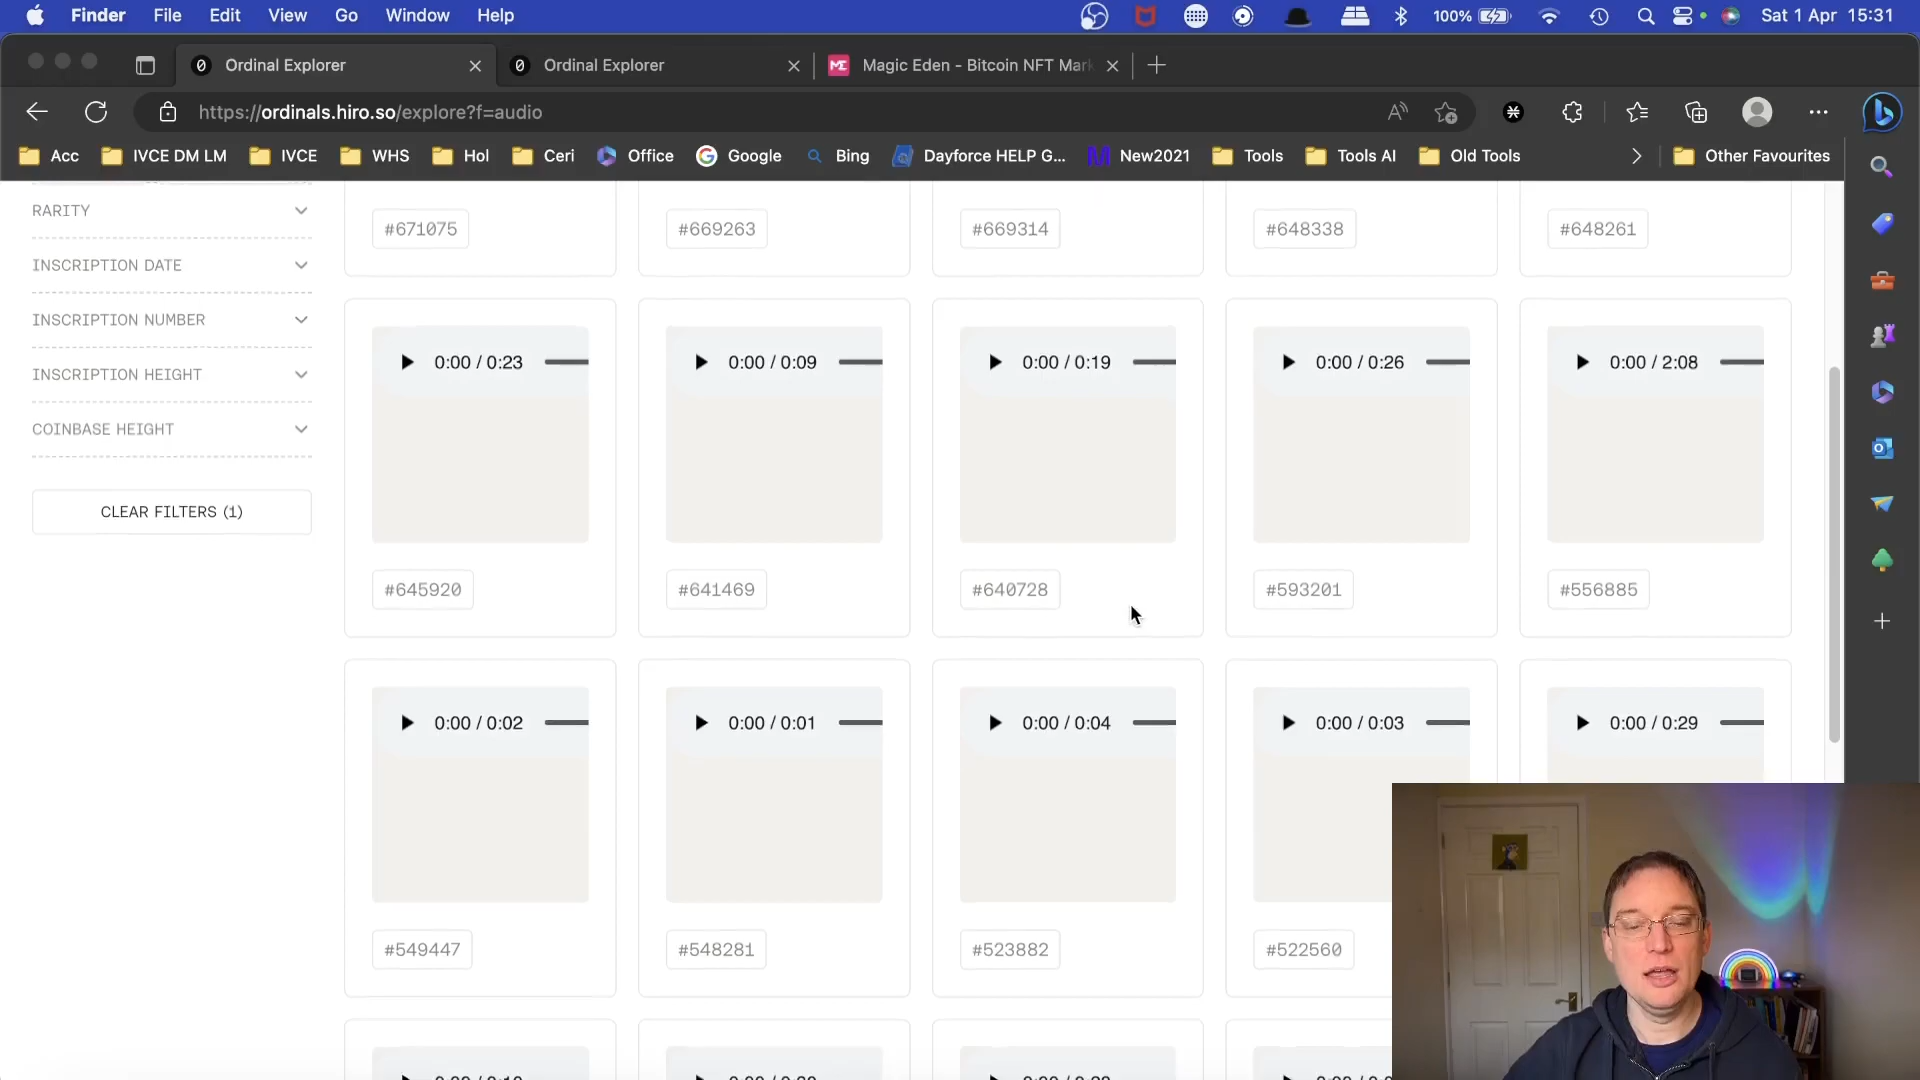 Finder File Edit View Go Window Help 100% Sat 1 Apr 15:31
Ordinal Explorer Ordinal Explorer ME Magic Eden - Bitcoin NFT Mark
https://ordinals.hiro.so/explore?f=audio
Acc IVCE DM LM IVCE WHS Hol Ceri Office Google Bing Dayforce HELP G... New2021 Tools Tools AI Old Tools Other Favourites
RARITY
INSCRIPTION DATE
INSCRIPTION NUMBER
INSCRIPTION HEIGHT
COINBASE HEIGHT
CLEAR FILTERS (1)
#671075 #669263 #669314 #648338 #648261
0:00 / 0:23 0:00 / 0:09 0:00 / 0:19 0:00 / 0:26 0:00 / 2:08
#645920 #641469 #640728 #593201 #556885
0:00 / 0:02 0:00 / 0:01 0:00 / 0:04 0:00 / 0:03 0:00 / 0:29
#549447 #548281 #523882 #522560